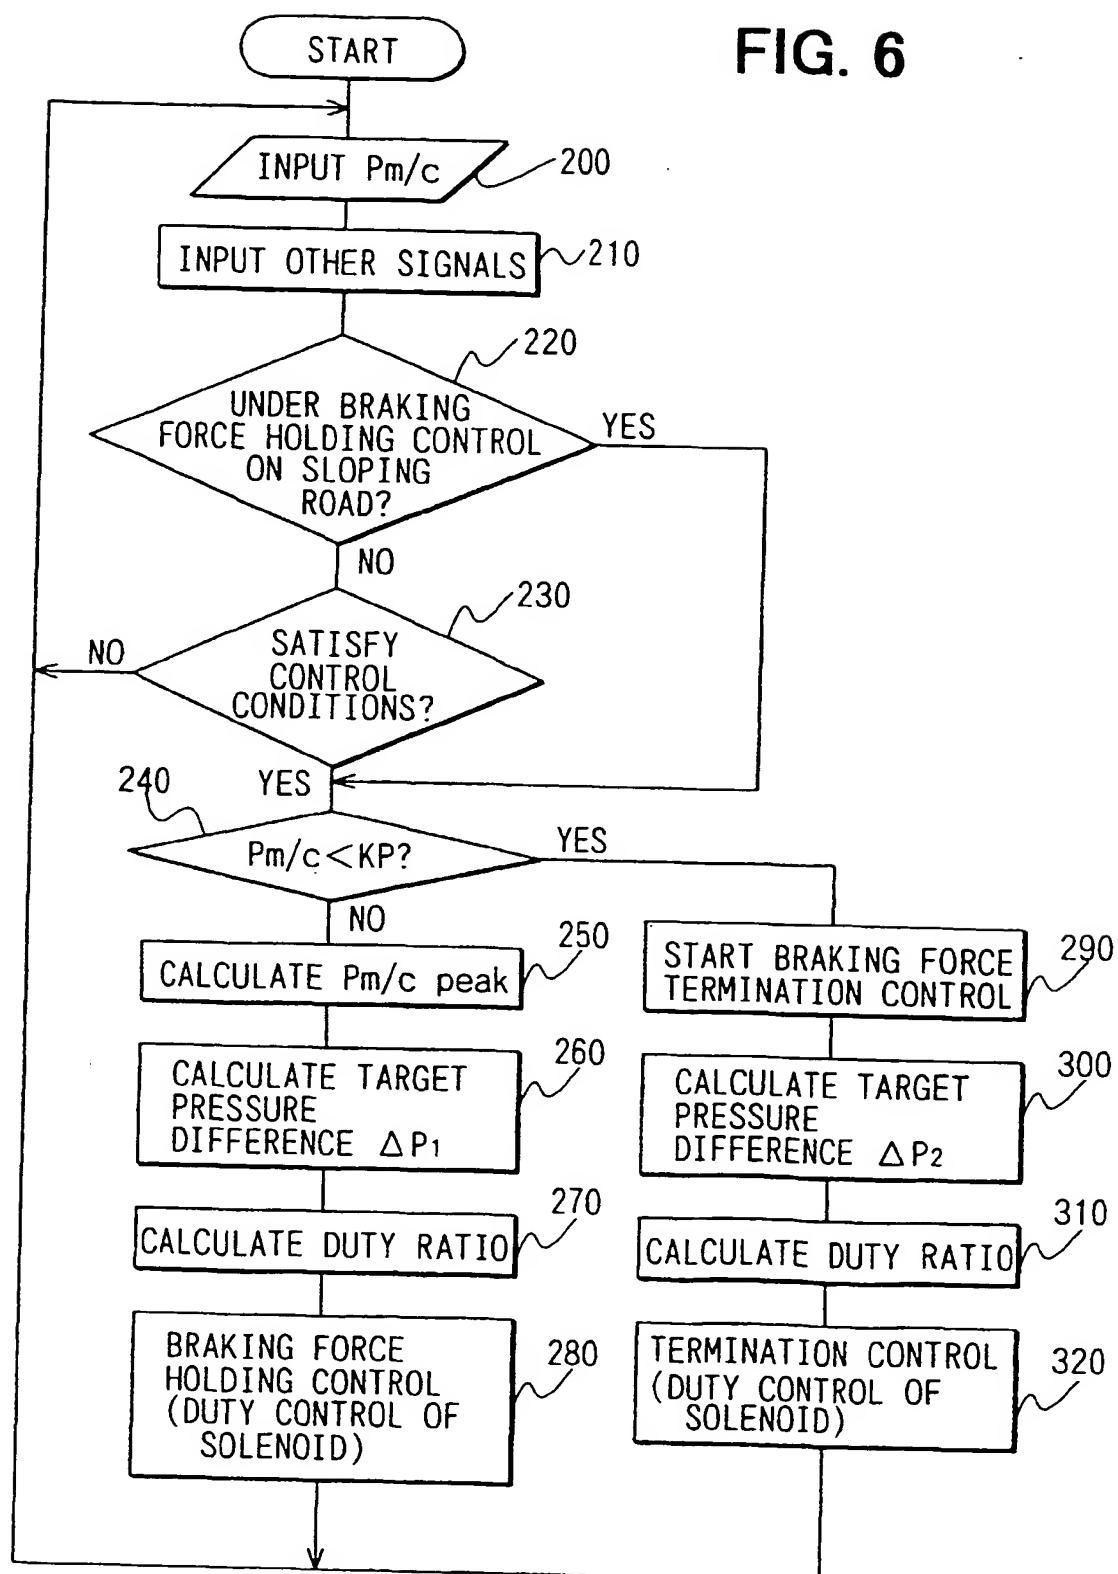 FIG. 6
START
INPUT Pm/c
200
INPUT OTHER SIGNALS
210
220
UNDER BRAKING
FORCE HOLDING CONTROL
ON SLOPING
ROAD?
YES
NO
230
SATISFY
CONTROL
CONDITIONS?
NO
YES
240
Pm/c<KP?
YES
NO
250
CALCULATE Pm/c peak
260
CALCULATE TARGET
PRESSURE
DIFFERENCE ΔP1
270
CALCULATE DUTY RATIO
280
BRAKING FORCE
HOLDING CONTROL
(DUTY CONTROL OF
SOLENOID)
290
START BRAKING FORCE
TERMINATION CONTROL
300
CALCULATE TARGET
PRESSURE
DIFFERENCE ΔP2
310
CALCULATE DUTY RATIO
320
TERMINATION CONTROL
(DUTY CONTROL OF
SOLENOID)